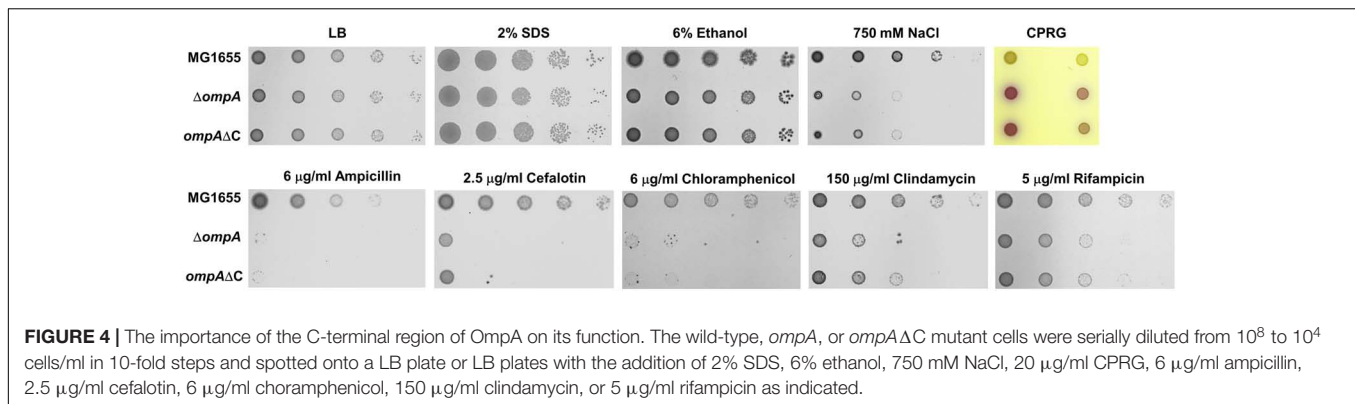 LB 2% SDS 6% Ethanol 750 mM NaCl CPRG
MG1655
ΔompA
ompAΔC
6 µg/ml Ampicillin 2.5 µg/ml Cefalotin 6 µg/ml Chloramphenicol 150 µg/ml Clindamycin 5 µg/ml Rifampicin
MG1655
ΔompA
ompAΔC
FIGURE 4 | The importance of the C-terminal region of OmpA on its function. The wild-type, ompA, or ompAΔC mutant cells were serially diluted from 10⁸ to 10⁴
cells/ml in 10-fold steps and spotted onto a LB plate or LB plates with the addition of 2% SDS, 6% ethanol, 750 mM NaCl, 20 µg/ml CPRG, 6 µg/ml ampicillin,
2.5 µg/ml cefalotin, 6 µg/ml choramphenicol, 150 µg/ml clindamycin, or 5 µg/ml rifampicin as indicated.